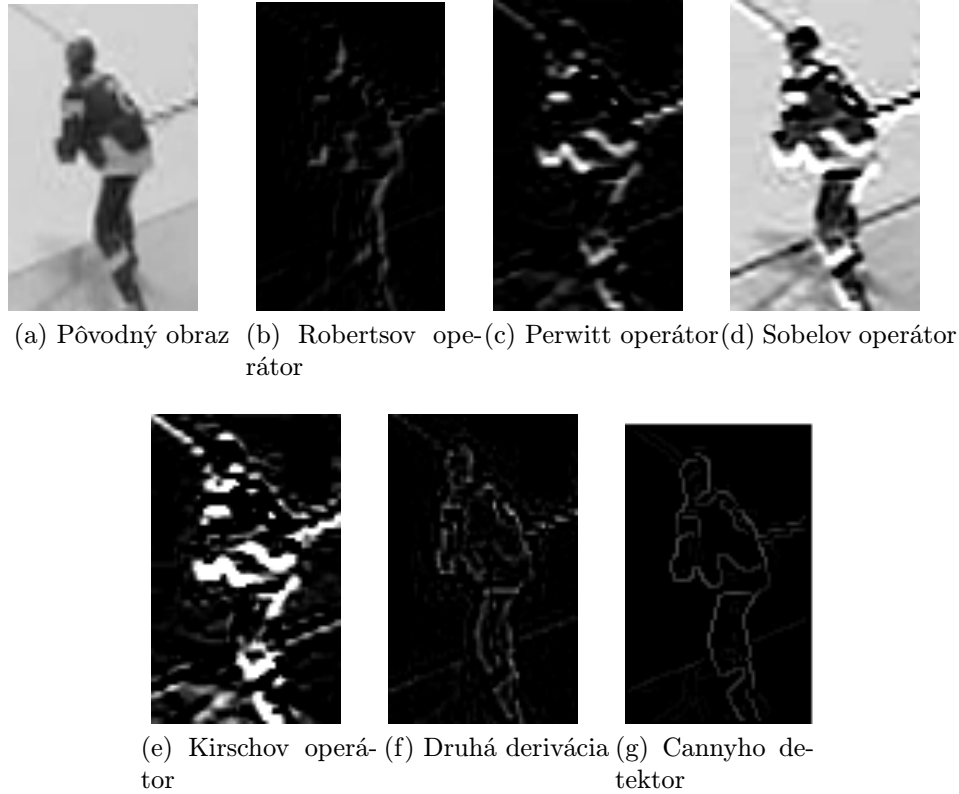 (a) Pôvodný obraz (b) Robertsov ope- (c) Perwitt operátor (d) Sobelov operátor
rátor
(e) Kirschov operá- (f) Druhá derivácia (g) Cannyho de-
tor tektor